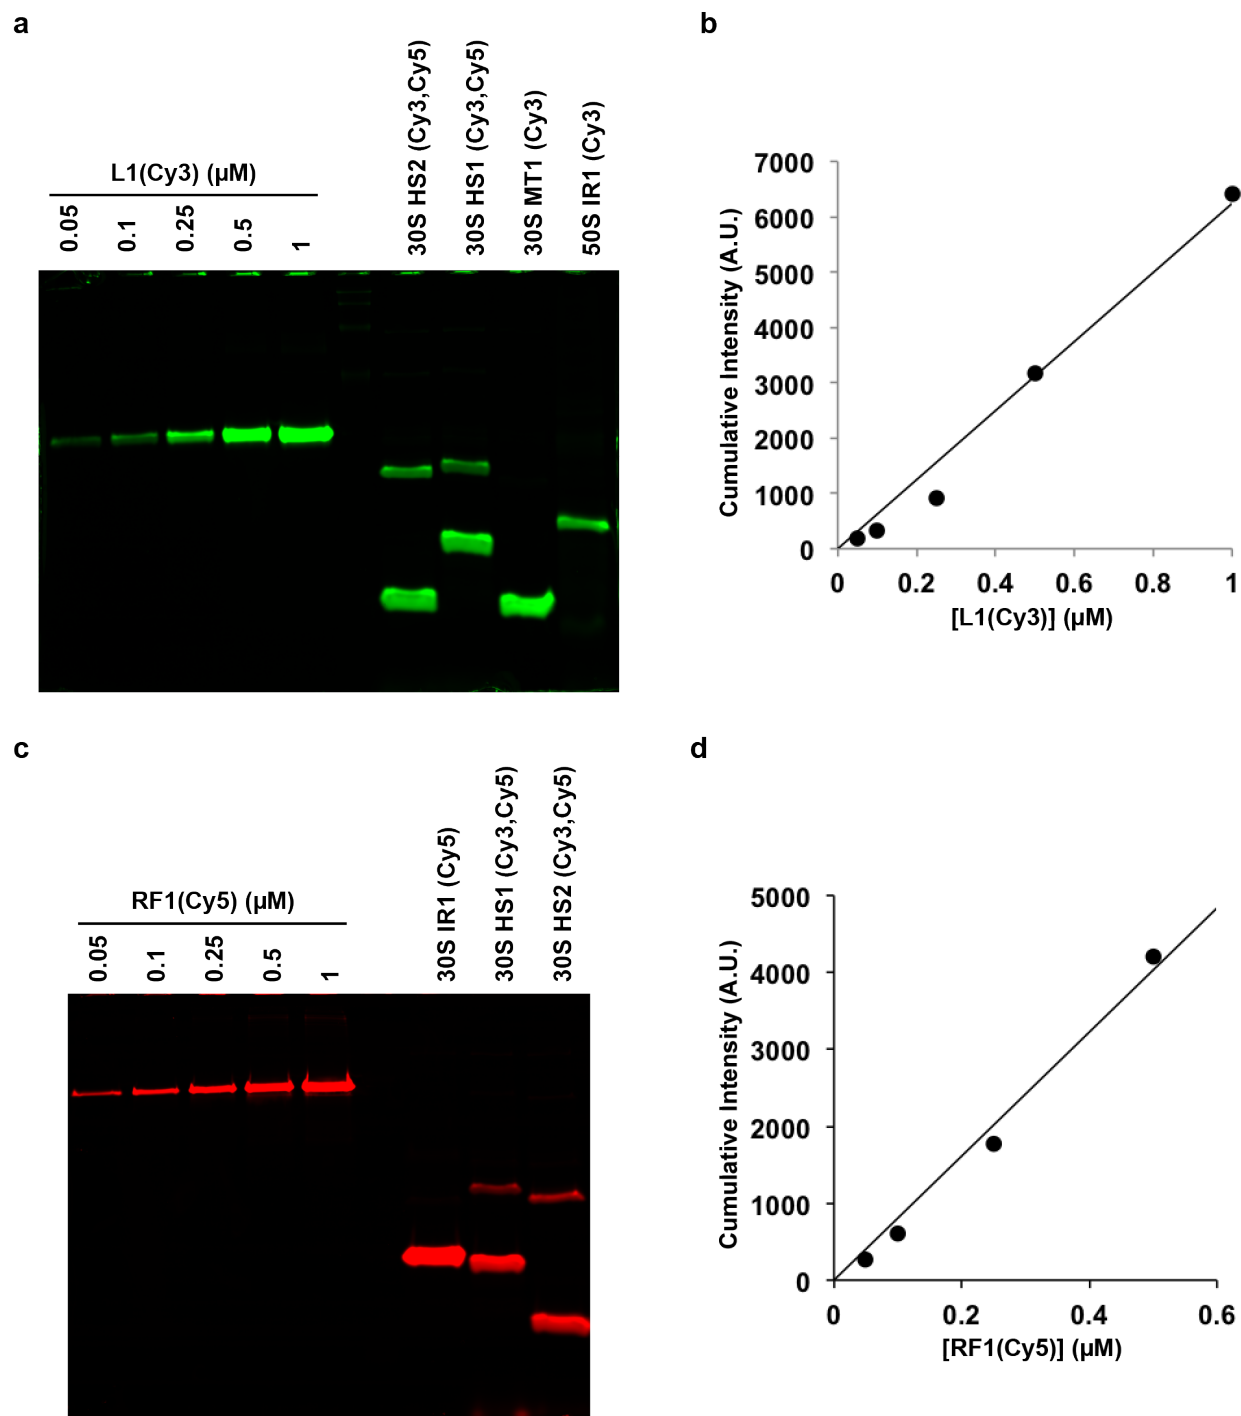 a
L1(Cy3) (µM)
0.05
0.1
0.25
0.5
1
30S HS2 (Cy3,Cy5)
30S HS1 (Cy3,Cy5)
30S MT1 (Cy3)
50S IR1 (Cy3)
b
Cumulative Intensity (A.U.)
7000
6000
5000
4000
3000
2000
1000
0
0 0.2 0.4 0.6 0.8 1
[L1(Cy3)] (µM)
c
RF1(Cy5) (µM)
0.05
0.1
0.25
0.5
1
30S IR1 (Cy5)
30S HS1 (Cy3,Cy5)
30S HS2 (Cy3,Cy5)
d
Cumulative Intensity (A.U.)
5000
4000
3000
2000
1000
0
0 0.2 0.4 0.6
[RF1(Cy5)] (µM)